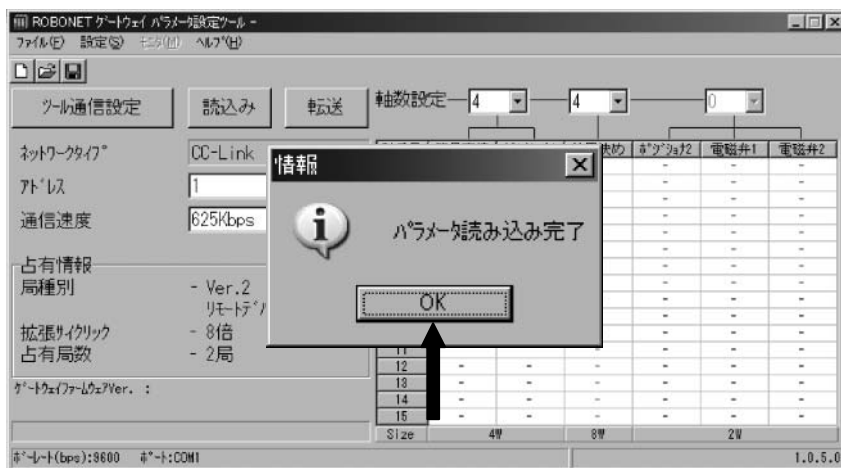 ROBONET ｹﾞｰﾄｳｪｲ ﾊﾟﾗﾒｰﾀ設定ﾂｰﾙ -
ﾌｧｲﾙ(F) 設定(S) ﾓﾆﾀ(M) ﾍﾙﾌﾟ(H)
ﾂｰﾙ通信設定 読込み 転送 軸数設定 4 4 0
ﾈｯﾄﾜｰｸﾀｲﾌﾟ CC-Link
決め ﾎﾟｼﾞｼｮﾅ2 電磁弁1 電磁弁2
ｱﾄﾞﾚｽ 1
通信速度 625Kbps
情報
ﾊﾟﾗﾒｰﾀ読み込み完了
OK
占有情報
局種別 - Ver.2
ﾘﾓｰﾄﾃﾞﾊﾞ
拡張ｻｲｸﾘｯｸ - 8倍
占有局数 - 2局
ｹﾞｰﾄｳｪｲﾌｧｰﾑｳｪｱVer. :
11
12 - - - - - -
13 - - - - - -
14 - - - - - -
15 - - - - - -
Size 4W 8W 2W
ﾎﾞｰﾚｰﾄ(bps):9600 ﾎﾟｰﾄ:COM1 1.0.5.0